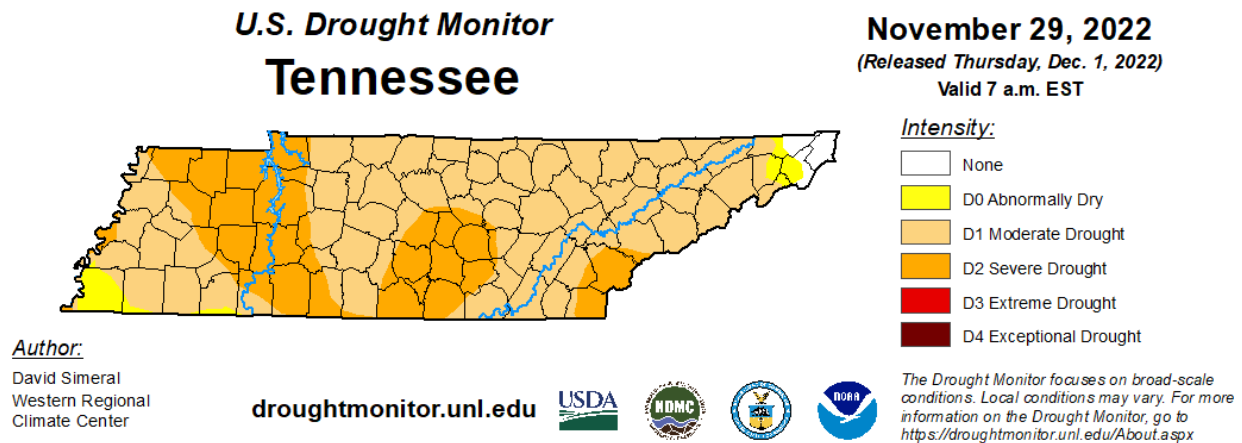 U.S. Drought Monitor
Tennessee
November 29, 2022
(Released Thursday, Dec. 1, 2022)
Valid 7 a.m. EST
Intensity:
None
D0 Abnormally Dry
D1 Moderate Drought
D2 Severe Drought
D3 Extreme Drought
D4 Exceptional Drought
Author:
David Simeral
Western Regional
Climate Center
droughtmonitor.unl.edu
USDA
NDMC
NOAA
The Drought Monitor focuses on broad-scale
conditions. Local conditions may vary. For more
information on the Drought Monitor, go to
https://droughtmonitor.unl.edu/About.aspx